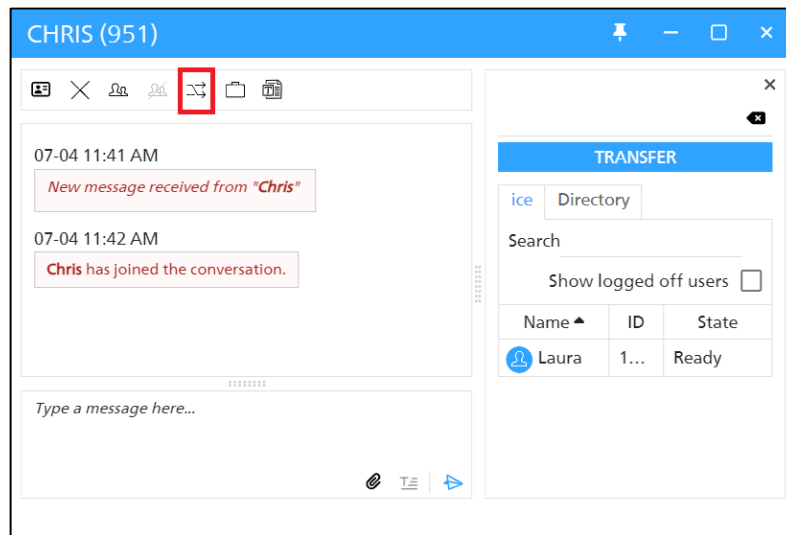 CHRIS (951)
07-04 11:41 AM
New message received from "Chris"
07-04 11:42 AM
Chris has joined the conversation.
Type a message here...
TRANSFER
ice Directory
Search
Show logged off users
Name ID State
Laura 1... Ready